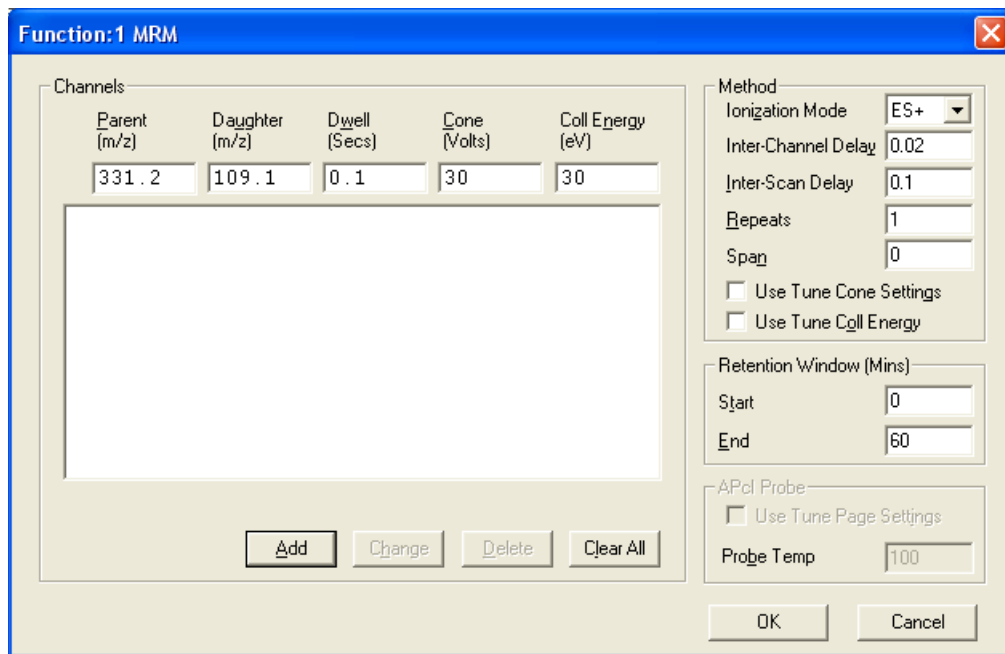 Function:1 MRM
Channels
Parent (m/z)
Daughter (m/z)
Dwell (Secs)
Cone (Volts)
Coll Energy (eV)
331.2 109.1 0.1 30 30
Add Change Delete Clear All
Method
Ionization Mode ES+
Inter-Channel Delay 0.02
Inter-Scan Delay 0.1
Repeats 1
Span 0
Use Tune Cone Settings
Use Tune Coll Energy
Retention Window (Mins)
Start 0
End 60
APcI Probe
Use Tune Page Settings
Probe Temp 100
OK Cancel